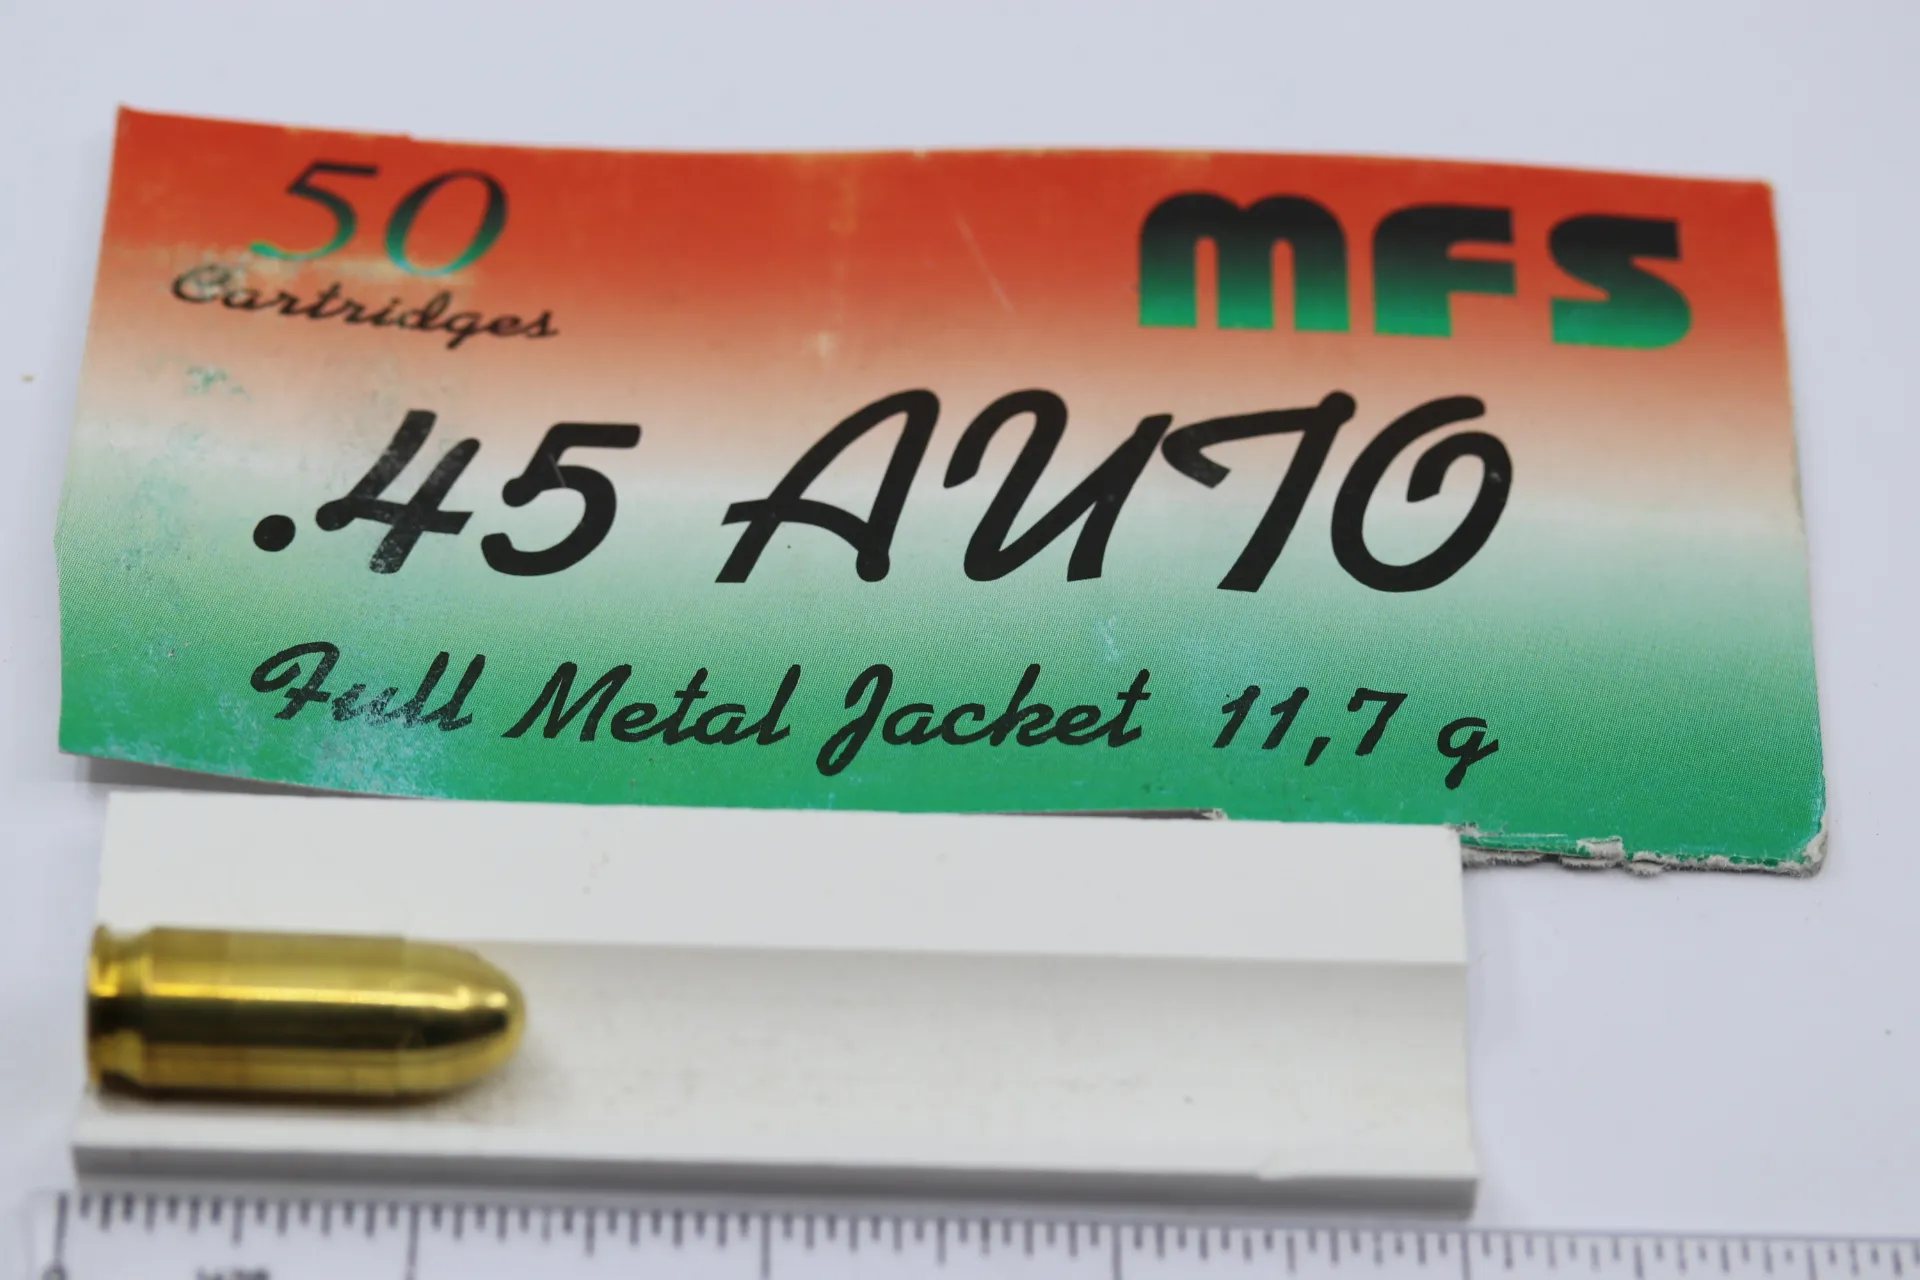 50 MFS
Cartridges
.45 AUTO
Full Metal Jacket 11,7 g